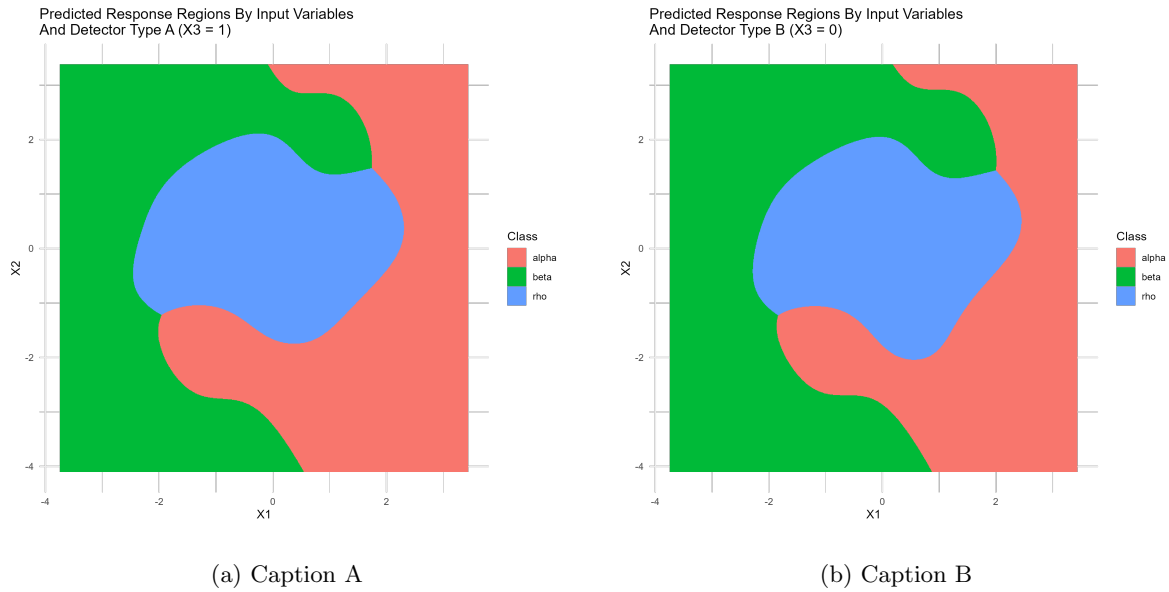 Predicted Response Regions By Input Variables
And Detector Type A (X3 = 1)
X2
2
0
-2
-4
-4
-2
0
2
X1
Class
alpha
beta
rho
(a) Caption A
Predicted Response Regions By Input Variables
And Detector Type B (X3 = 0)
X2
2
0
-2
-4
-4
-2
0
2
X1
Class
alpha
beta
rho
(b) Caption B